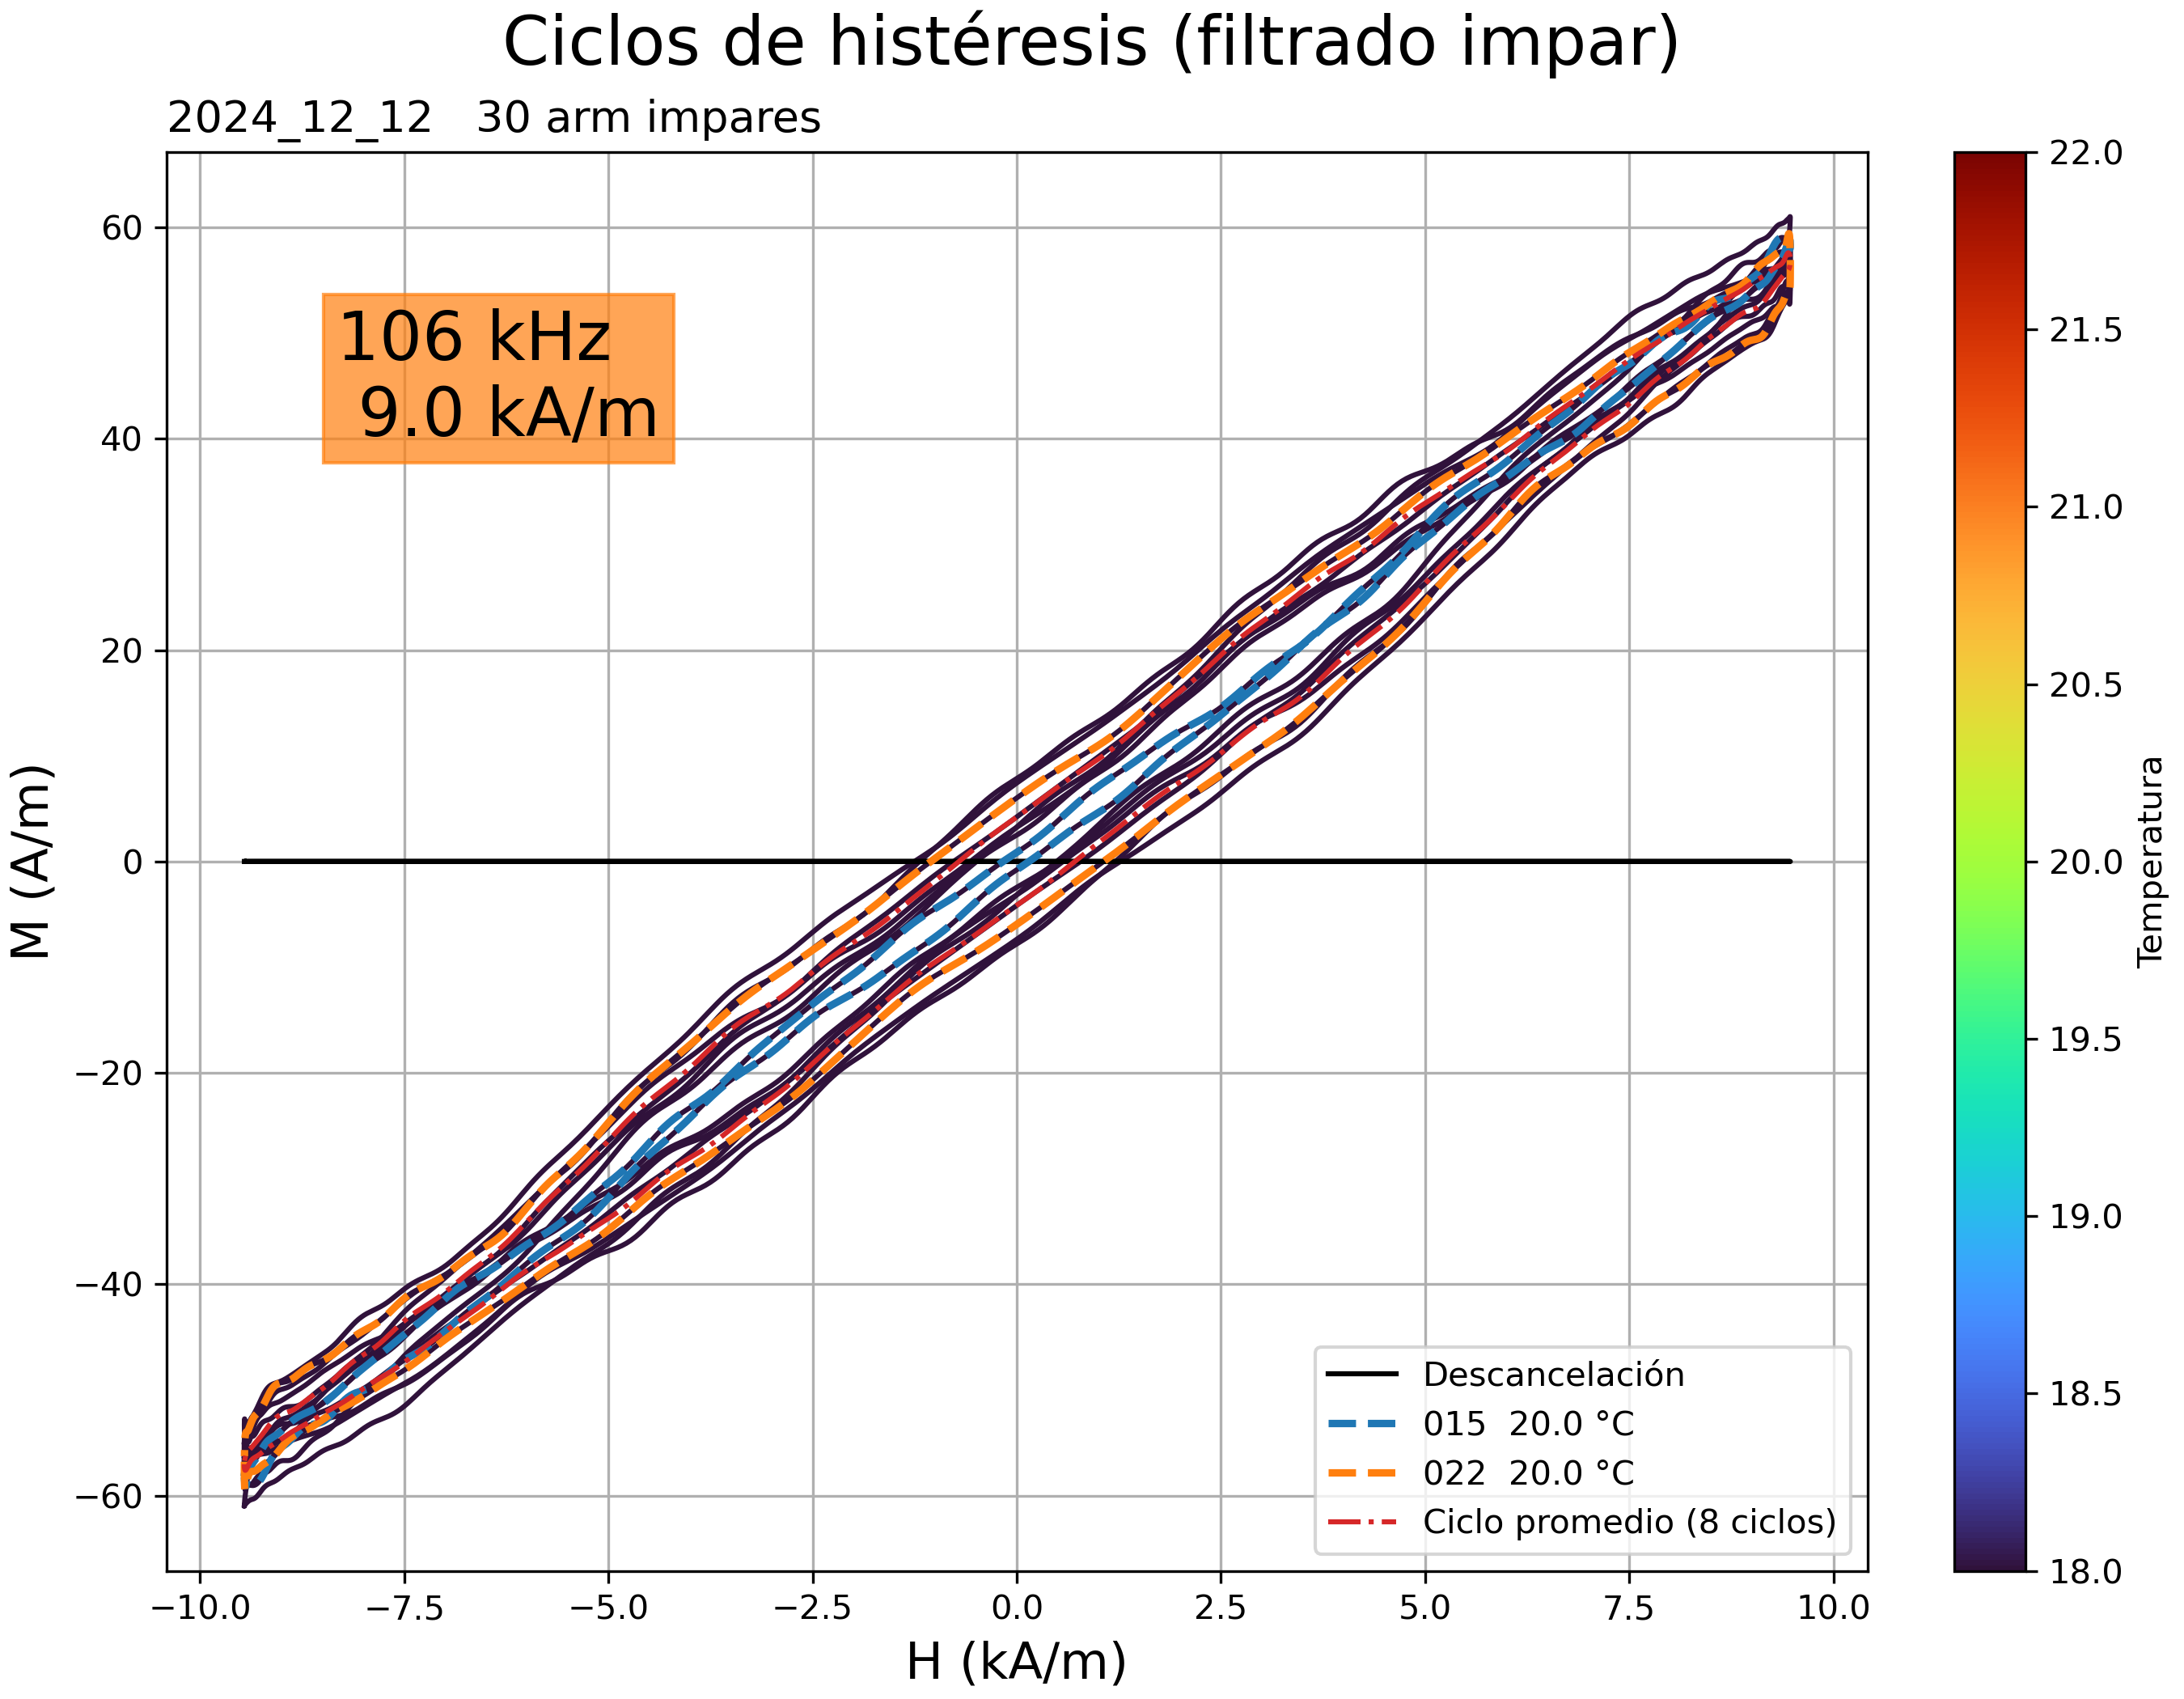 Ciclos de histéresis (filtrado impar)
2024_12_12   30 arm impares
106 kHz
9.0 kA/m
M (A/m)
60
40
20
0
−20
−40
−60
−10.0
−7.5
−5.0
−2.5
0.0
2.5
5.0
7.5
10.0
H (kA/m)
Descancelación
015  20.0 °C
022  20.0 °C
Ciclo promedio (8 ciclos)
22.0
21.5
21.0
20.5
20.0
19.5
19.0
18.5
18.0
Temperatura